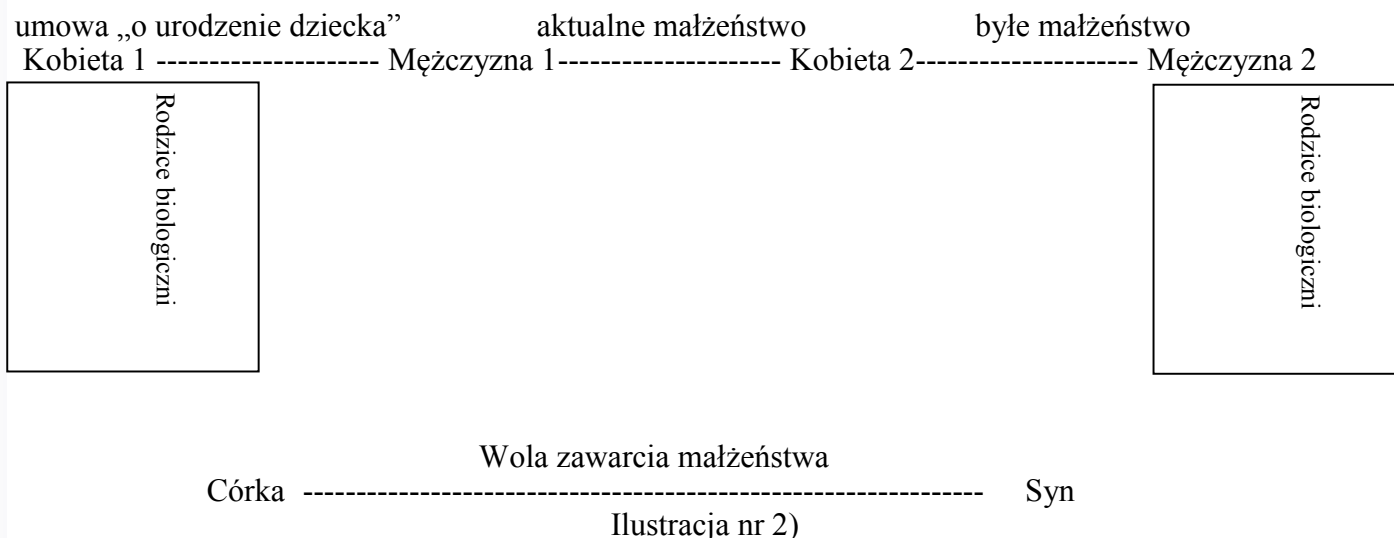 umowa „o urodzenie dziecka” aktualne małżeństwo byłe małżeństwo
Kobieta 1 --------------------- Mężczyzna 1--------------------- Kobieta 2--------------------- Mężczyzna 2
Rodzice biologiczni
Rodzice biologiczni
Wola zawarcia małżeństwa
Córka ---------------------------------------------------------------- Syn
Ilustracja nr 2)